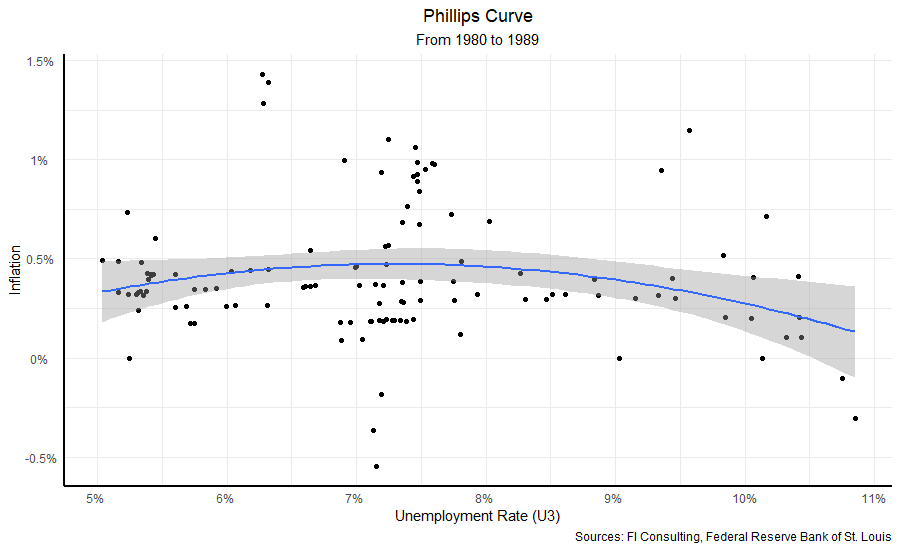 Phillips Curve
From 1980 to 1989
Inflation
1.5%
1%
0.5%
0%
-0.5%
5% 6% 7% 8% 9% 10% 11%
Unemployment Rate (U3)
Sources: FI Consulting, Federal Reserve Bank of St. Louis